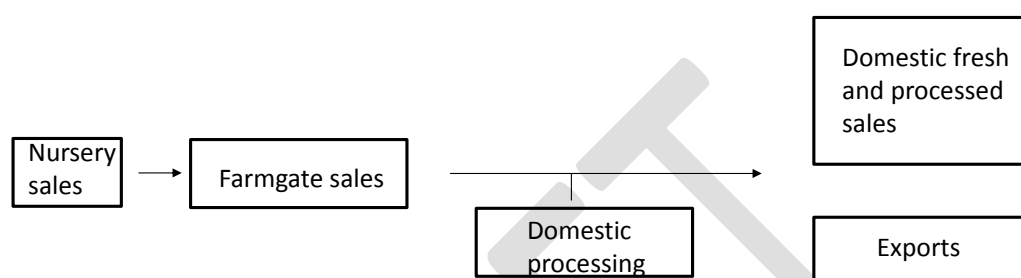 Nursery
sales
Farmgate sales
Domestic
processing
Domestic fresh
and processed
sales
Exports